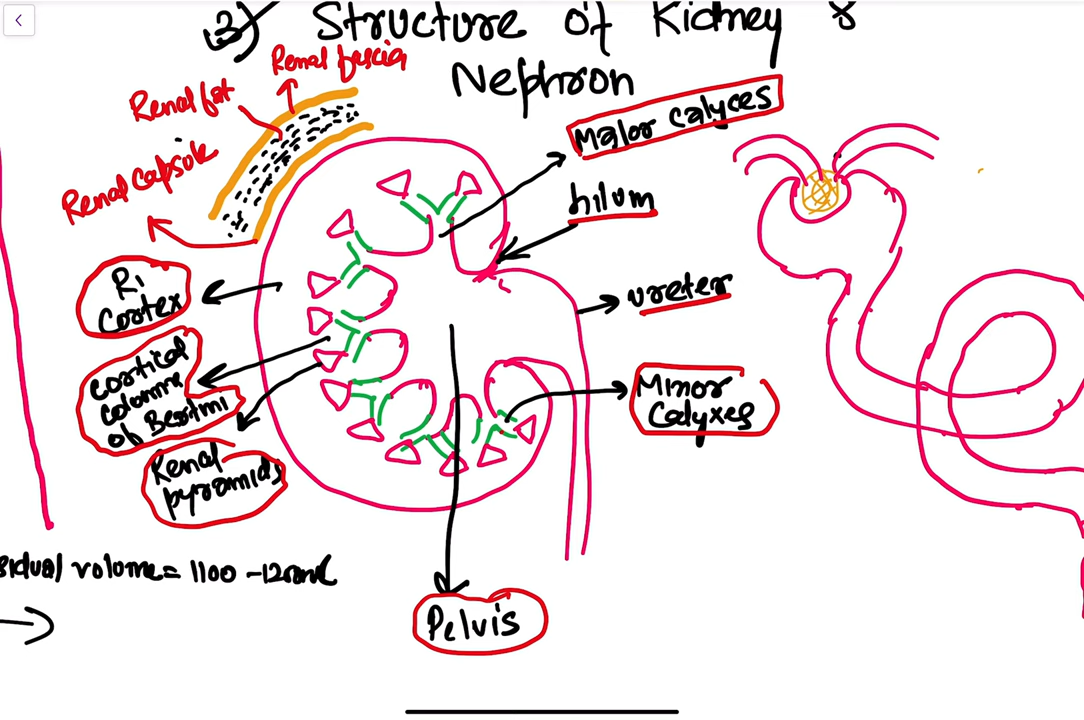 3) Structure of Kidney &
Nephron
Renal fascia
Renal fat
Renal capsule
Major calyces
hilum
ureter
Minor
Calyxes
Cortex
Cortical
Columns
of Bertini
Renal
pyramids
Pelvis
sidual volume = 1100 - 1200mL